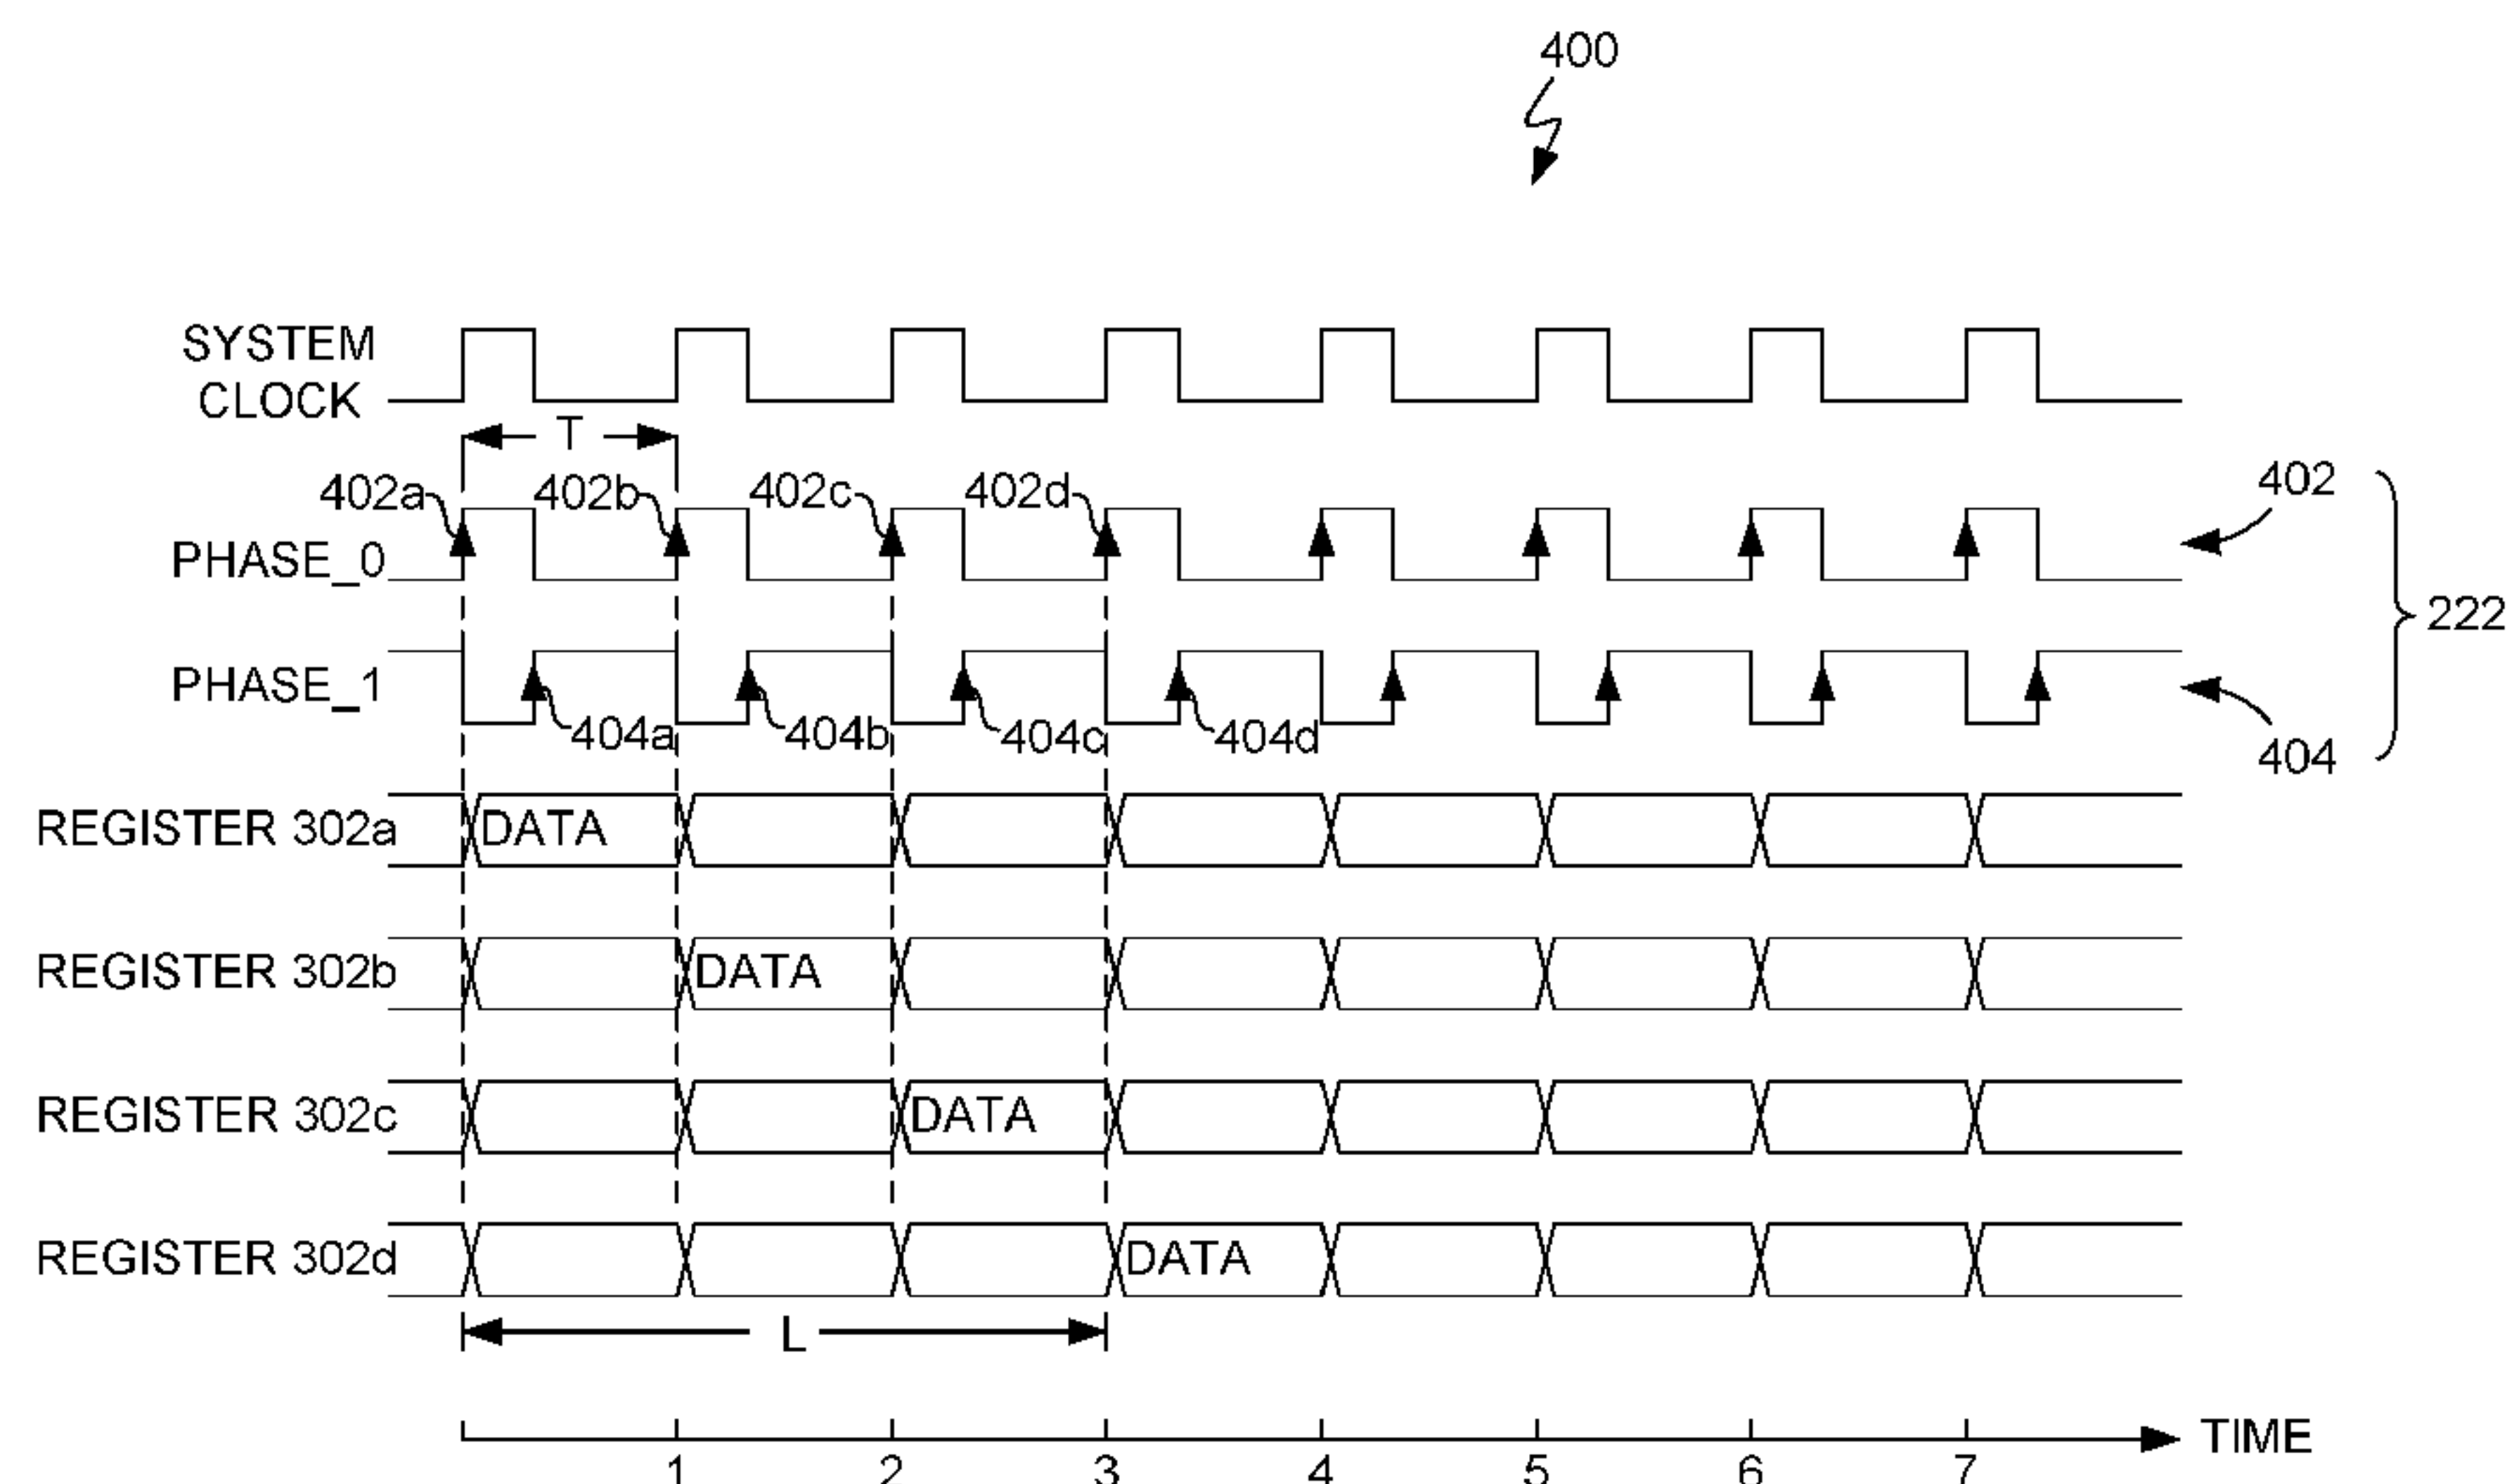 400
SYSTEM
CLOCK
T
402a 402b 402c 402d 402
PHASE_0
222
PHASE_1
404a 404b 404c 404d 404
REGISTER 302a DATA
REGISTER 302b DATA
REGISTER 302c DATA
REGISTER 302d DATA
L
TIME
1 2 3 4 5 6 7